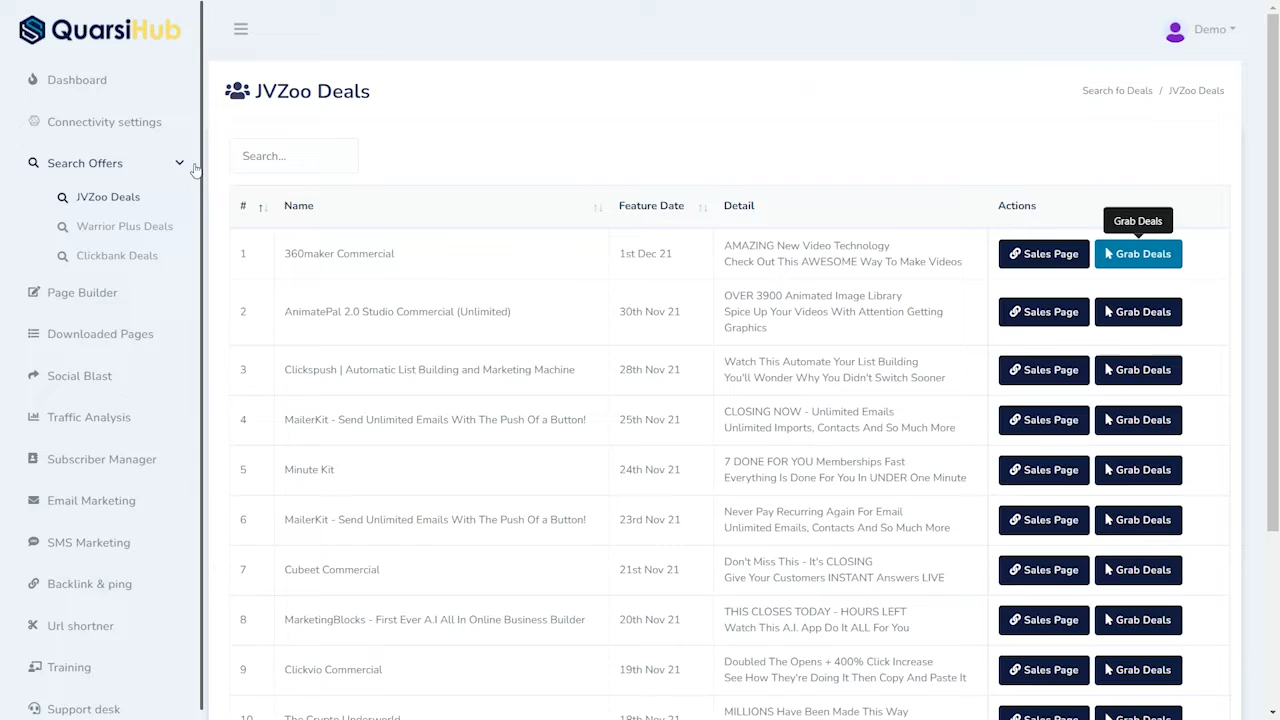 QuarsiHub
Demo
Dashboard
Connectivity settings
Search Offers
JVZoo Deals
Warrior Plus Deals
Clickbank Deals
Page Builder
Downloaded Pages
Social Blast
Traffic Analysis
Subscriber Manager
Email Marketing
SMS Marketing
Backlink & ping
Url shortner
Training
Support desk
JVZoo Deals
Search fo Deals / JVZoo Deals
Search...
# Name Feature Date Detail Actions
Grab Deals
1 360maker Commercial 1st Dec 21 AMAZING New Video Technology
Check Out This AWESOME Way To Make Videos
Sales Page Grab Deals
2 AnimatePal 2.0 Studio Commercial (Unlimited) 30th Nov 21 OVER 3900 Animated Image Library
Spice Up Your Videos With Attention Getting
Graphics
Sales Page Grab Deals
3 Clickspush | Automatic List Building and Marketing Machine 28th Nov 21 Watch This Automate Your List Building
You'll Wonder Why You Didn't Switch Sooner
Sales Page Grab Deals
4 MailerKit - Send Unlimited Emails With The Push Of a Button! 25th Nov 21 CLOSING NOW - Unlimited Emails
Unlimited Imports, Contacts And So Much More
Sales Page Grab Deals
5 Minute Kit 24th Nov 21 7 DONE FOR YOU Memberships Fast
Everything Is Done For You In UNDER One Minute
Sales Page Grab Deals
6 MailerKit - Send Unlimited Emails With The Push Of a Button! 23rd Nov 21 Never Pay Recurring Again For Email
Unlimited Emails, Contacts And So Much More
Sales Page Grab Deals
7 Cubeet Commercial 21st Nov 21 Don't Miss This - It's CLOSING
Give Your Customers INSTANT Answers LIVE
Sales Page Grab Deals
8 MarketingBlocks - First Ever A.I All In Online Business Builder 20th Nov 21 THIS CLOSES TODAY - HOURS LEFT
Watch This A.I. App Do It ALL For You
Sales Page Grab Deals
9 Clickvio Commercial 19th Nov 21 Doubled The Opens + 400% Click Increase
See How They're Doing It Then Copy And Paste It
Sales Page Grab Deals
10 The Crypto Underworld 18th Nov 21 MILLIONS Have Been Made This Way
Sales Page Grab Deals